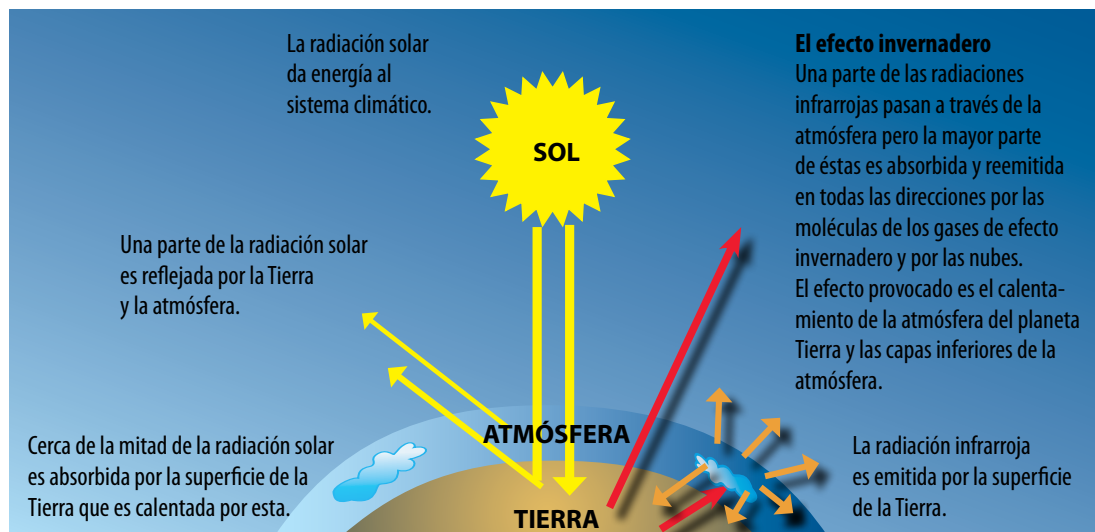 La radiación solar
da energía al
sistema climático.
SOL
El efecto invernadero
Una parte de las radiaciones
infrarrojas pasan a través de la
atmósfera pero la mayor parte
de éstas es absorbida y reemitida
en todas las direcciones por las
moléculas de los gases de efecto
invernadero y por las nubes.
El efecto provocado es el calenta-
miento de la atmósfera del planeta
Tierra y las capas inferiores de la
atmósfera.
Una parte de la radiación solar
es reflejada por la Tierra
y la atmósfera.
Cerca de la mitad de la radiación solar
es absorbida por la superficie de la
Tierra que es calentada por esta.
ATMÓSFERA
TIERRA
La radiación infrarroja
es emitida por la superficie
de la Tierra.